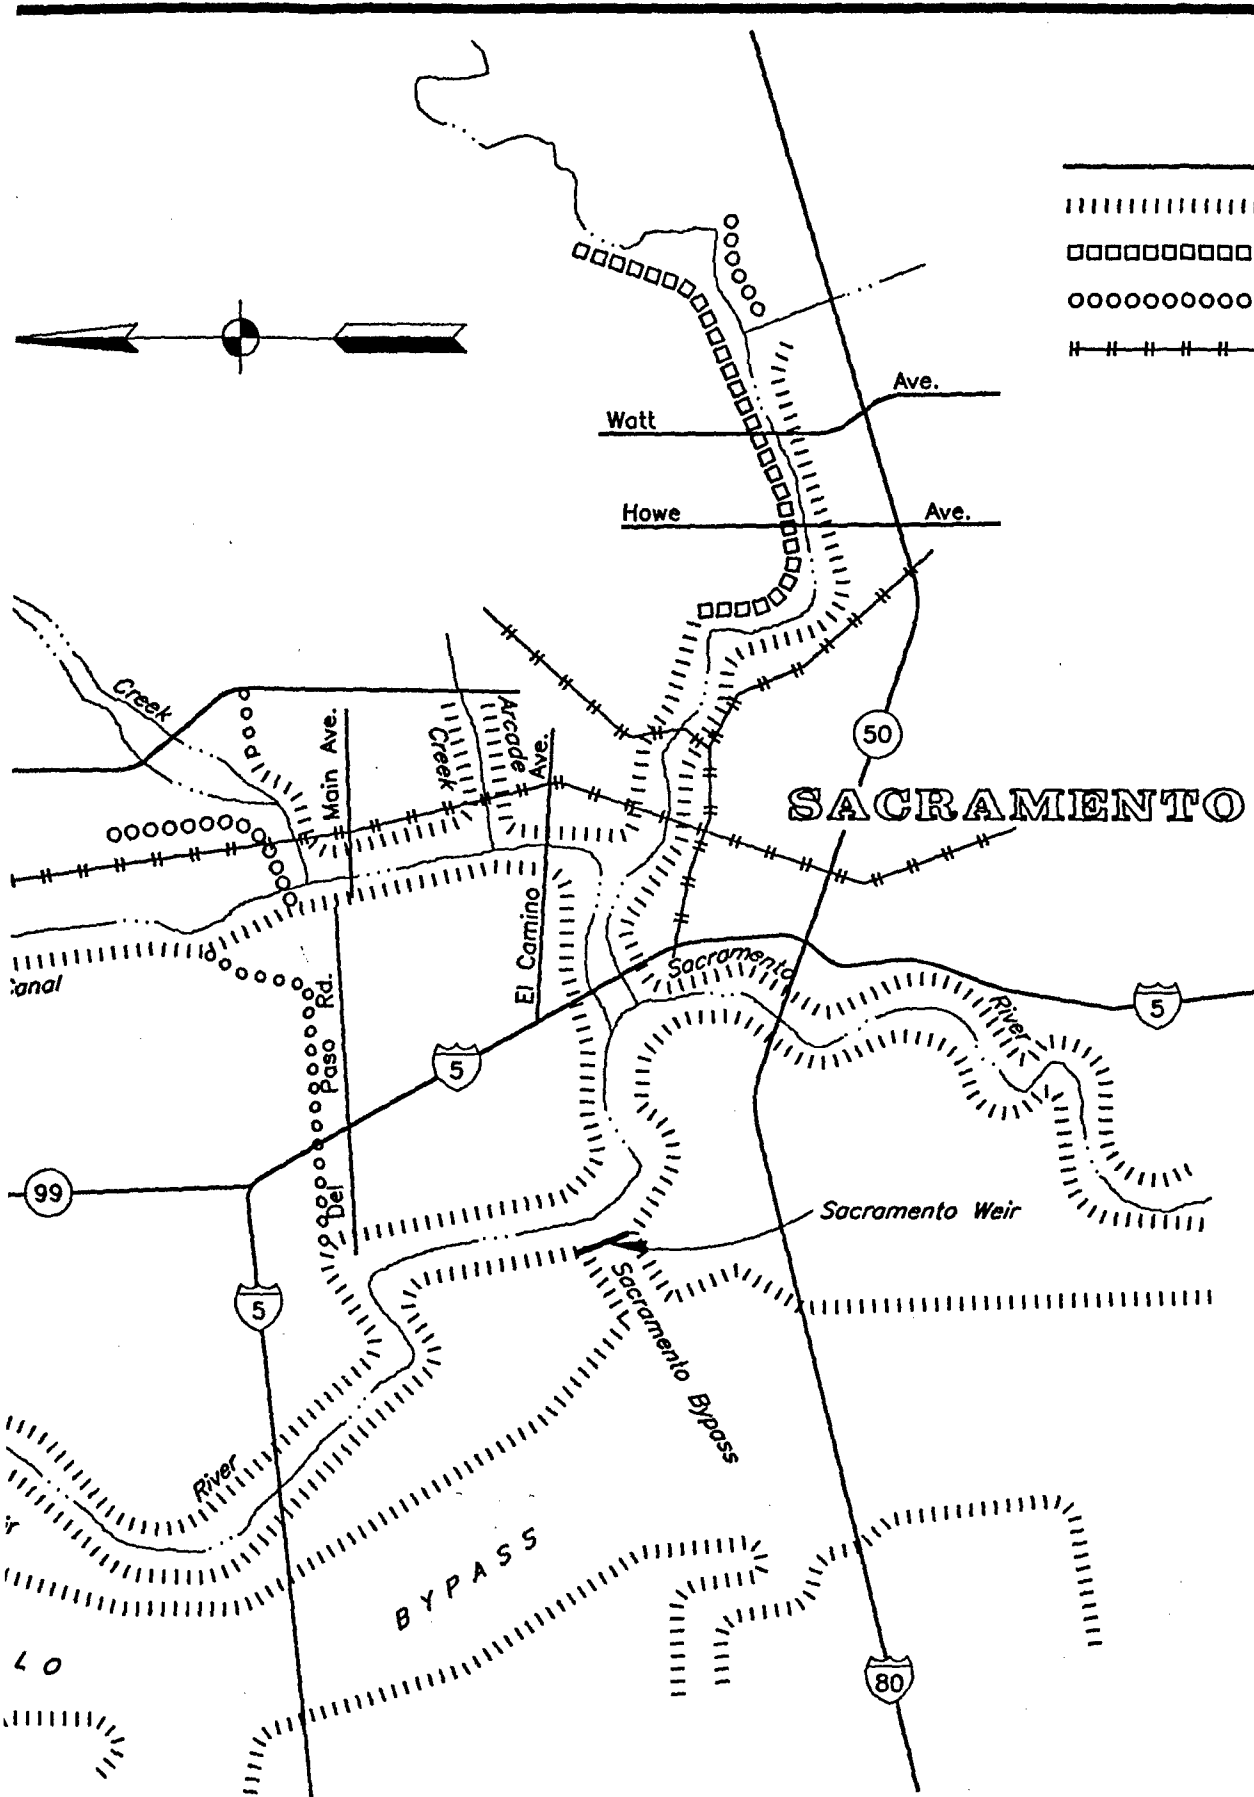 Watt
Ave.
Howe
Ave.
Creek
Main Ave.
Creek
Arcade
Ave.
50
SACRAMENTO
El Camino
Sacramento
River
5
5
Paso Rd.
Del
99
5
Sacramento Weir
Sacramento Bypass
River
BYPASS
LO
80